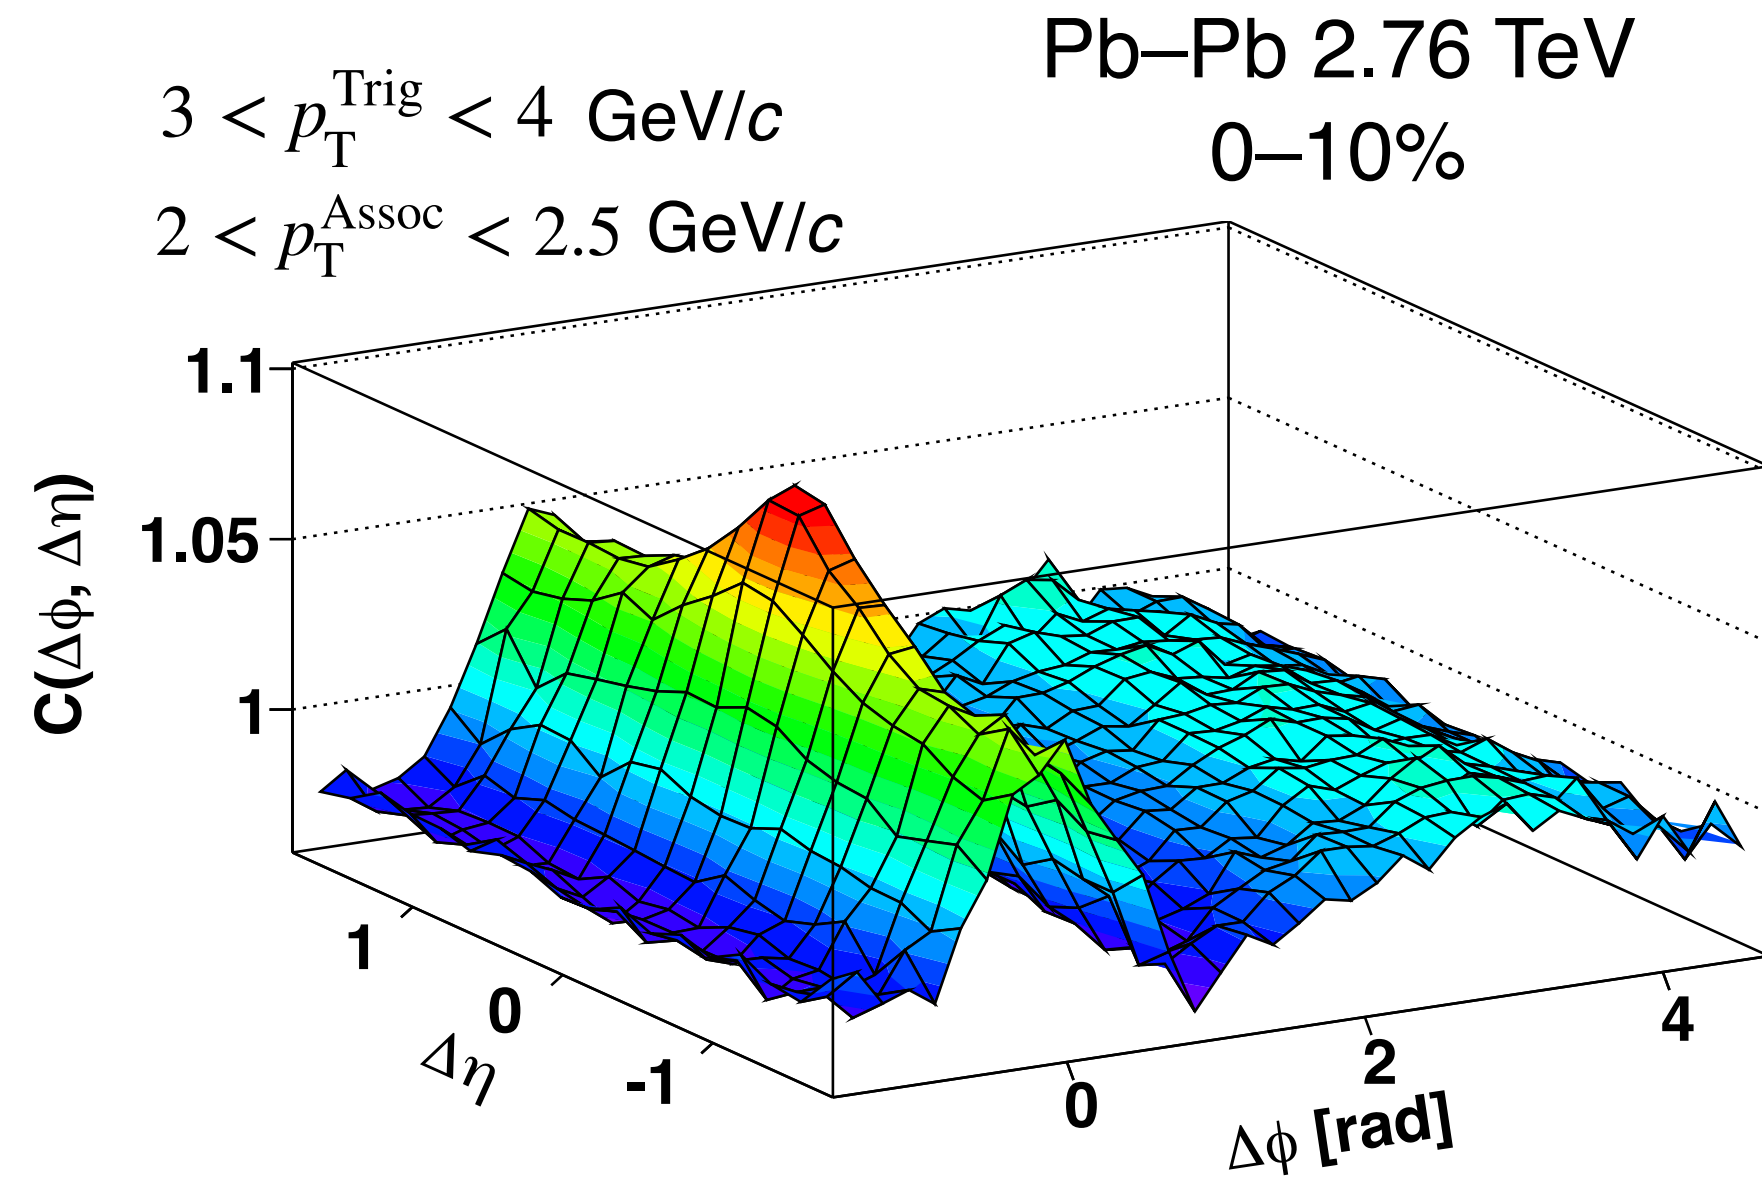 Pb–Pb 2.76 TeV
0–10%
3 < p_T^Trig < 4 GeV/c
2 < p_T^Assoc < 2.5 GeV/c
1.1
1.05
1
C(Δϕ, Δη)
1
0
-1
Δη
0
2
4
Δϕ [rad]